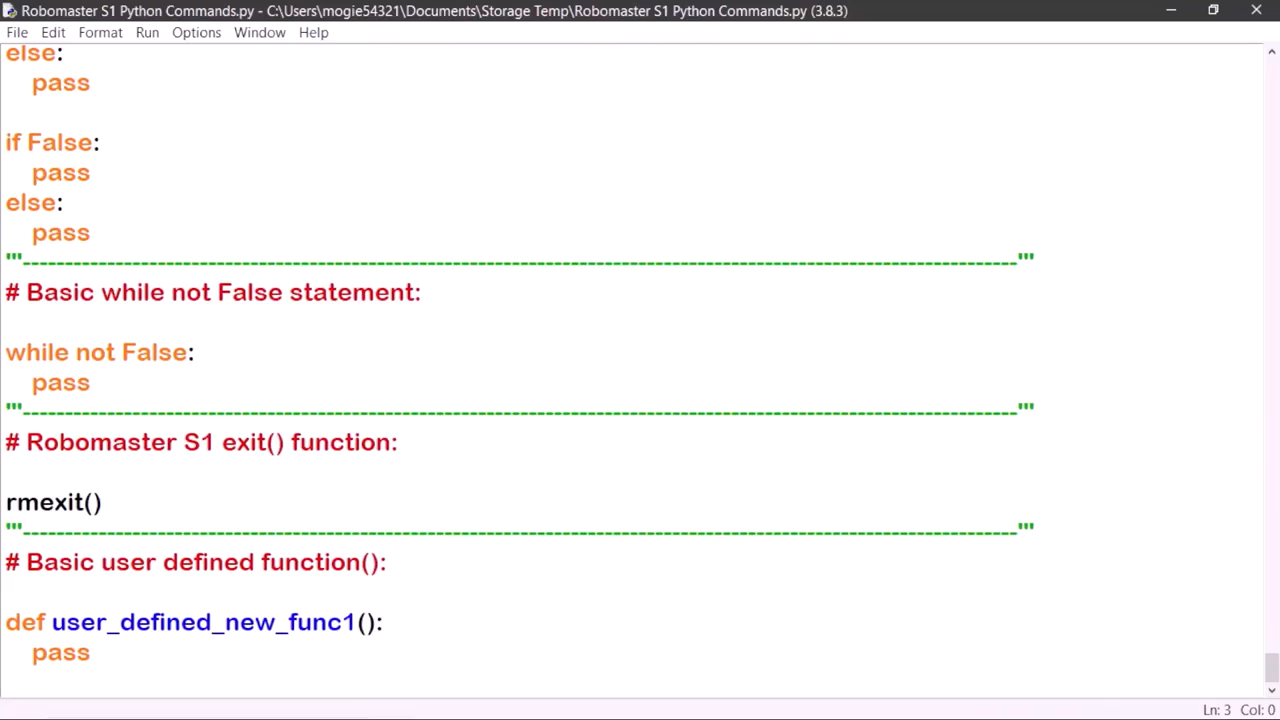 Robomaster S1 Python Commands.py - C:\Users\mogie54321\Documents\Storage Temp\Robomaster S1 Python Commands.py (3.8.3)
File Edit Format Run Options Window Help
else:
    pass
if False:
    pass
else:
    pass
'''----------------------------------------------------------------------------------------------------------------------'''
# Basic while not False statement:
while not False:
    pass
'''----------------------------------------------------------------------------------------------------------------------'''
# Robomaster S1 exit() function:
rmexit()
'''----------------------------------------------------------------------------------------------------------------------'''
# Basic user defined function():
def user_defined_new_func1():
    pass
Ln: 3 Col: 0